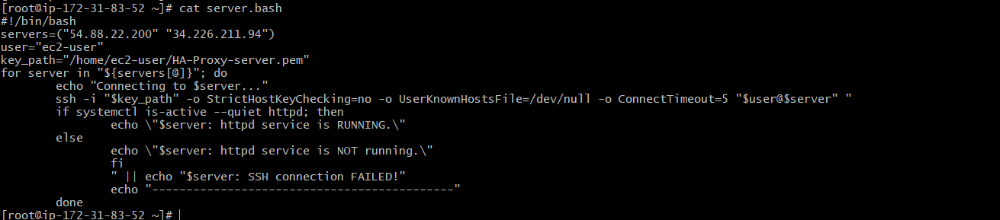 [root@ip-172-31-83-52 ~]# cat server.bash
#!/bin/bash
servers=("54.88.22.200" "34.226.211.94")
user="ec2-user"
key_path="/home/ec2-user/HA-Proxy-server.pem"
for server in "${servers[@]}"; do
        echo "Connecting to $server..."
        ssh -i "$key_path" -o StrictHostKeyChecking=no -o UserKnownHostsFile=/dev/null -o ConnectTimeout=5 "$user@$server" "
        if systemctl is-active --quiet httpd; then
                echo \"$server: httpd service is RUNNING.\"
        else
                echo \"$server: httpd service is NOT running.\"
                fi
                " || echo "$server: SSH connection FAILED!"
                echo "--------------------------------------------"
        done
[root@ip-172-31-83-52 ~]#